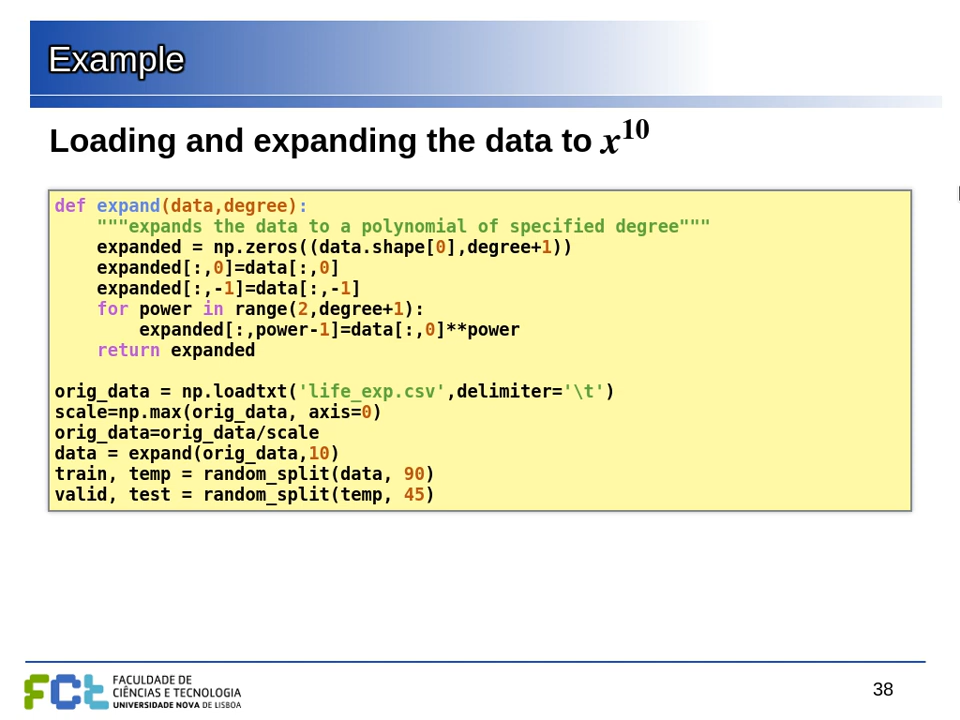 Example
Loading and expanding the data to x^10
def expand(data,degree):
    """expands the data to a polynomial of specified degree"""
    expanded = np.zeros((data.shape[0],degree+1))
    expanded[:,0]=data[:,0]
    expanded[:,-1]=data[:,-1]
    for power in range(2,degree+1):
        expanded[:,power-1]=data[:,0]**power
    return expanded
orig_data = np.loadtxt('life_exp.csv',delimiter='\t')
scale=np.max(orig_data, axis=0)
orig_data=orig_data/scale
data = expand(orig_data,10)
train, temp = random_split(data, 90)
valid, test = random_split(temp, 45)
FCt
FACULDADE DE
CIÊNCIAS E TECNOLOGIA
UNIVERSIDADE NOVA DE LISBOA
38